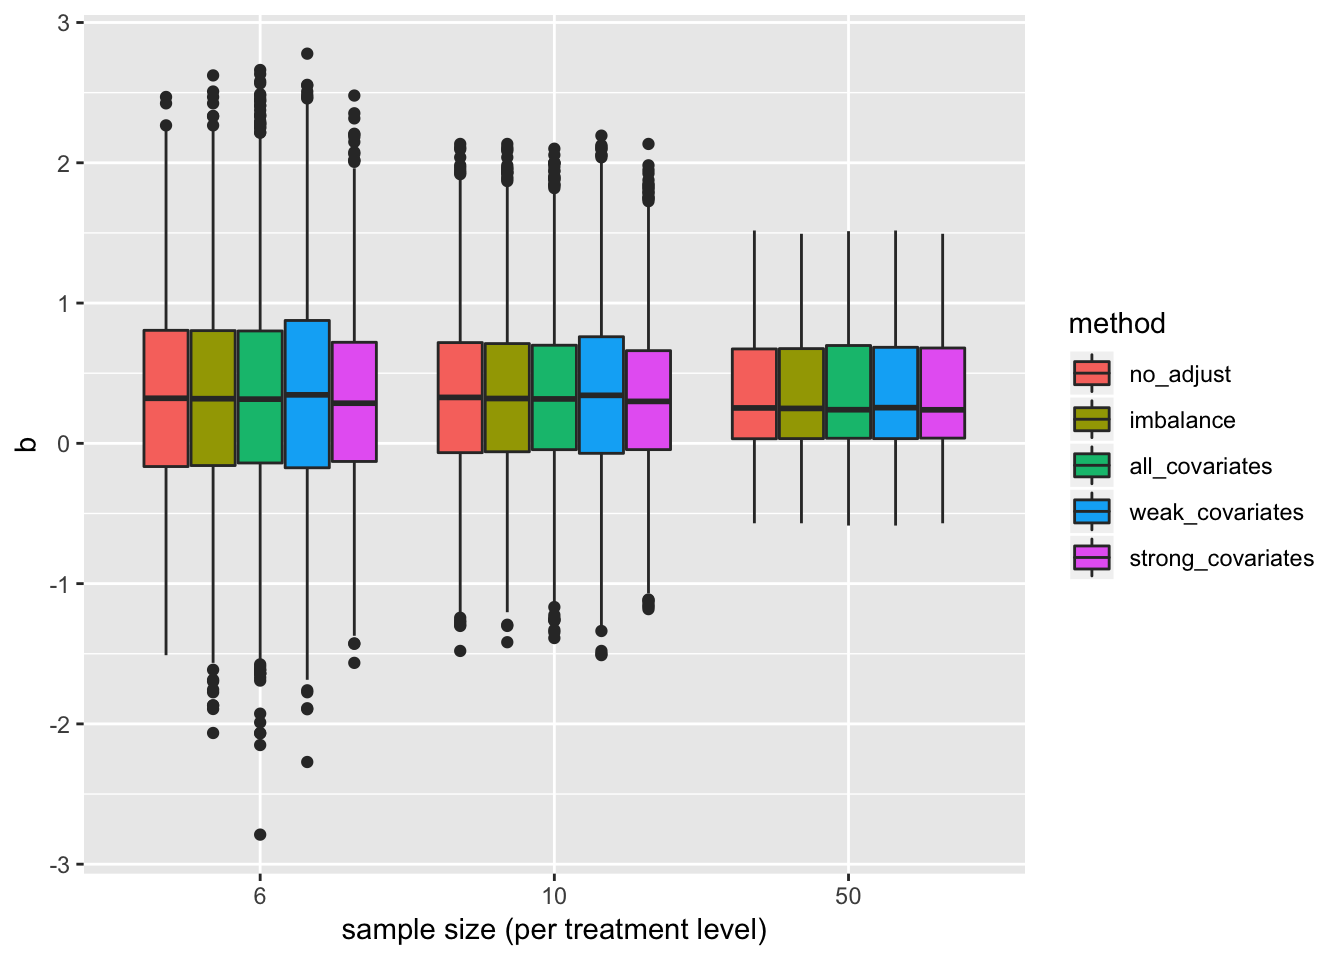 3
2
1
0
-1
-2
-3
b
6
10
50
sample size (per treatment level)
method
no_adjust
imbalance
all_covariates
weak_covariates
strong_covariates